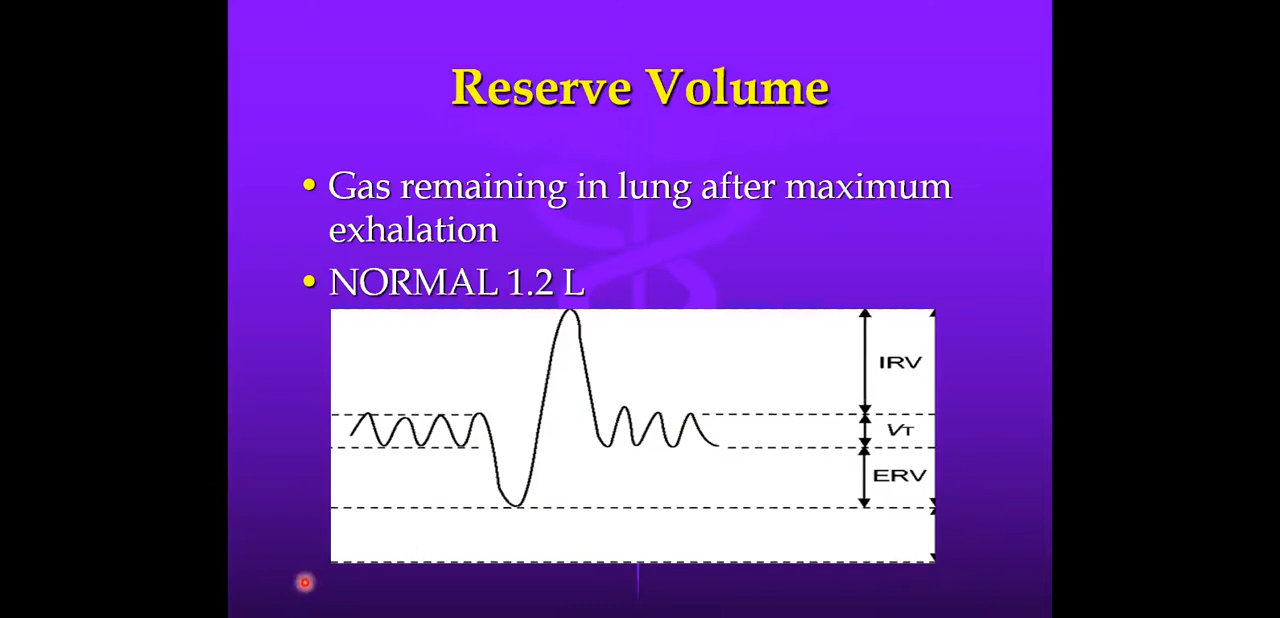 Reserve Volume
• Gas remaining in lung after maximum
exhalation
• NORMAL 1.2 L
IRV
VT
ERV